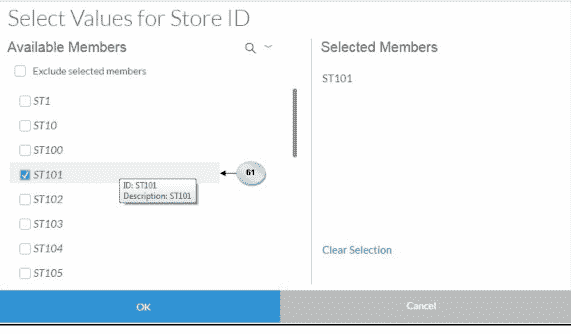 Select Values for Store ID
Available Members
Exclude selected members
ST1
ST10
ST100
ST101
ID: ST101
Description: ST101
61
ST102
ST103
ST104
ST105
Selected Members
ST101
Clear Selection
OK
Cancel